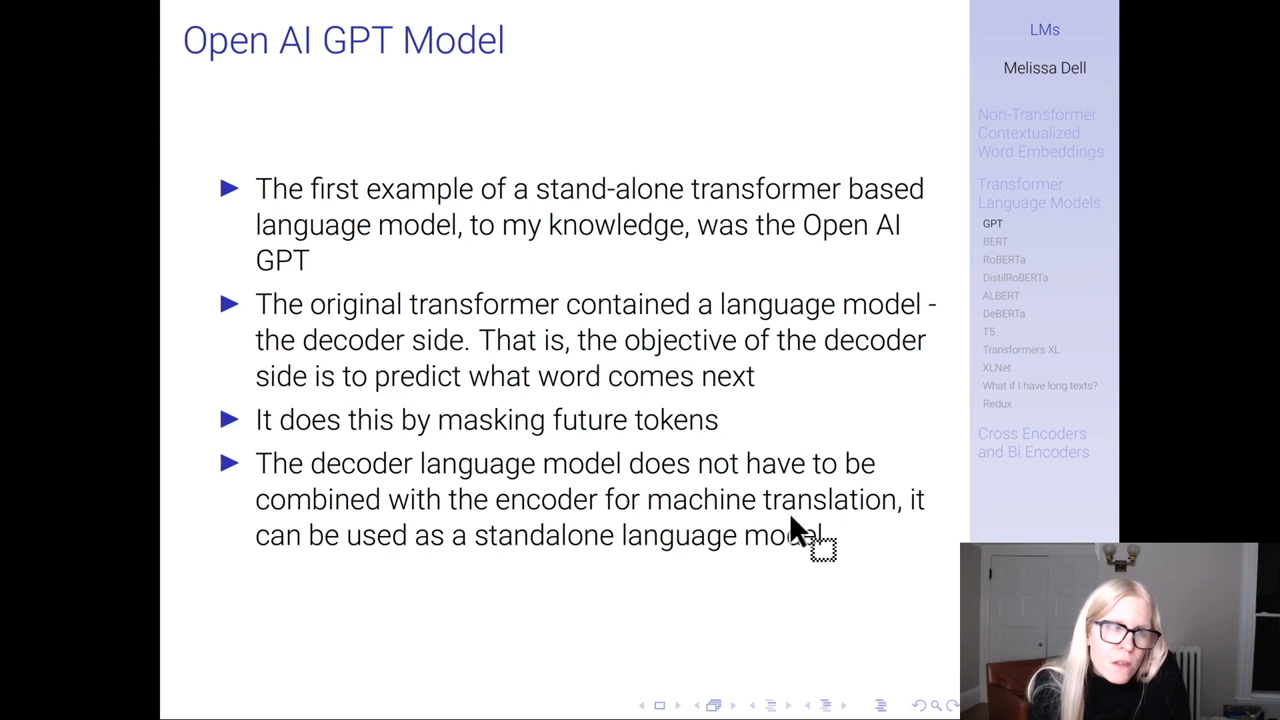 Open AI GPT Model
The first example of a stand-alone transformer based
language model, to my knowledge, was the Open AI
GPT
The original transformer contained a language model -
the decoder side. That is, the objective of the decoder
side is to predict what word comes next
It does this by masking future tokens
The decoder language model does not have to be
combined with the encoder for machine translation, it
can be used as a standalone language model
LMs
Melissa Dell
Non-Transformer
Contextualized
Word Embeddings
Transformer
Language Models
GPT
BERT
RoBERTa
DistilRoBERTa
ALBERT
DeBERTa
T5
Transformers XL
XLNet
What if I have long texts?
Redux
Cross Encoders
and Bi Encoders